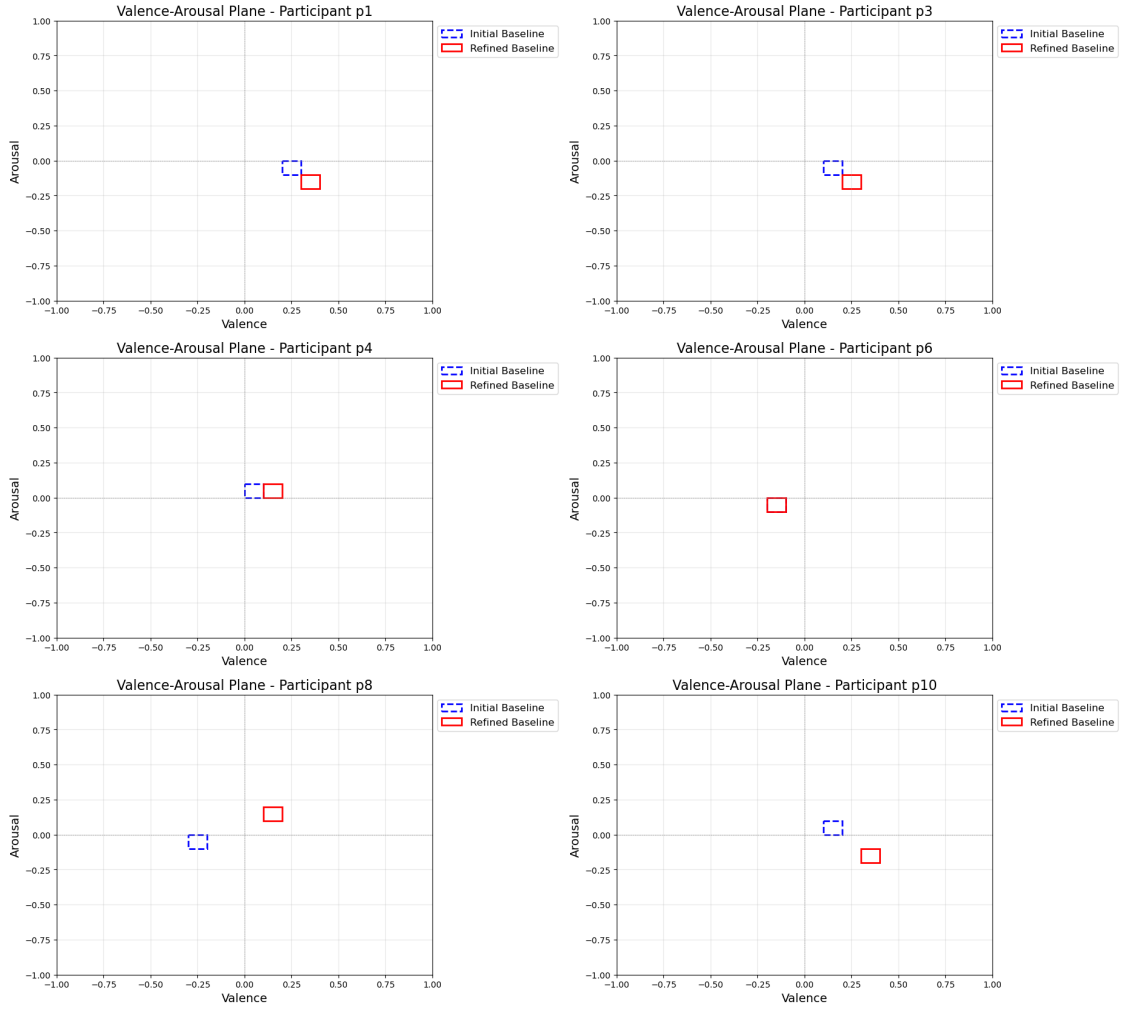 Valence-Arousal Plane - Participant p1
1.00
0.75
0.50
0.25
0.00
−0.25
−0.50
−0.75
−1.00
Arousal
−1.00 −0.75 −0.50 −0.25 0.00 0.25 0.50 0.75 1.00
Valence
Initial Baseline
Refined Baseline
Valence-Arousal Plane - Participant p3
1.00
0.75
0.50
0.25
0.00
−0.25
−0.50
−0.75
−1.00
Arousal
−1.00 −0.75 −0.50 −0.25 0.00 0.25 0.50 0.75 1.00
Valence
Initial Baseline
Refined Baseline
Valence-Arousal Plane - Participant p4
1.00
0.75
0.50
0.25
0.00
−0.25
−0.50
−0.75
−1.00
Arousal
−1.00 −0.75 −0.50 −0.25 0.00 0.25 0.50 0.75 1.00
Valence
Initial Baseline
Refined Baseline
Valence-Arousal Plane - Participant p6
1.00
0.75
0.50
0.25
0.00
−0.25
−0.50
−0.75
−1.00
Arousal
−1.00 −0.75 −0.50 −0.25 0.00 0.25 0.50 0.75 1.00
Valence
Initial Baseline
Refined Baseline
Valence-Arousal Plane - Participant p8
1.00
0.75
0.50
0.25
0.00
−0.25
−0.50
−0.75
−1.00
Arousal
−1.00 −0.75 −0.50 −0.25 0.00 0.25 0.50 0.75 1.00
Valence
Initial Baseline
Refined Baseline
Valence-Arousal Plane - Participant p10
1.00
0.75
0.50
0.25
0.00
−0.25
−0.50
−0.75
−1.00
Arousal
−1.00 −0.75 −0.50 −0.25 0.00 0.25 0.50 0.75 1.00
Valence
Initial Baseline
Refined Baseline